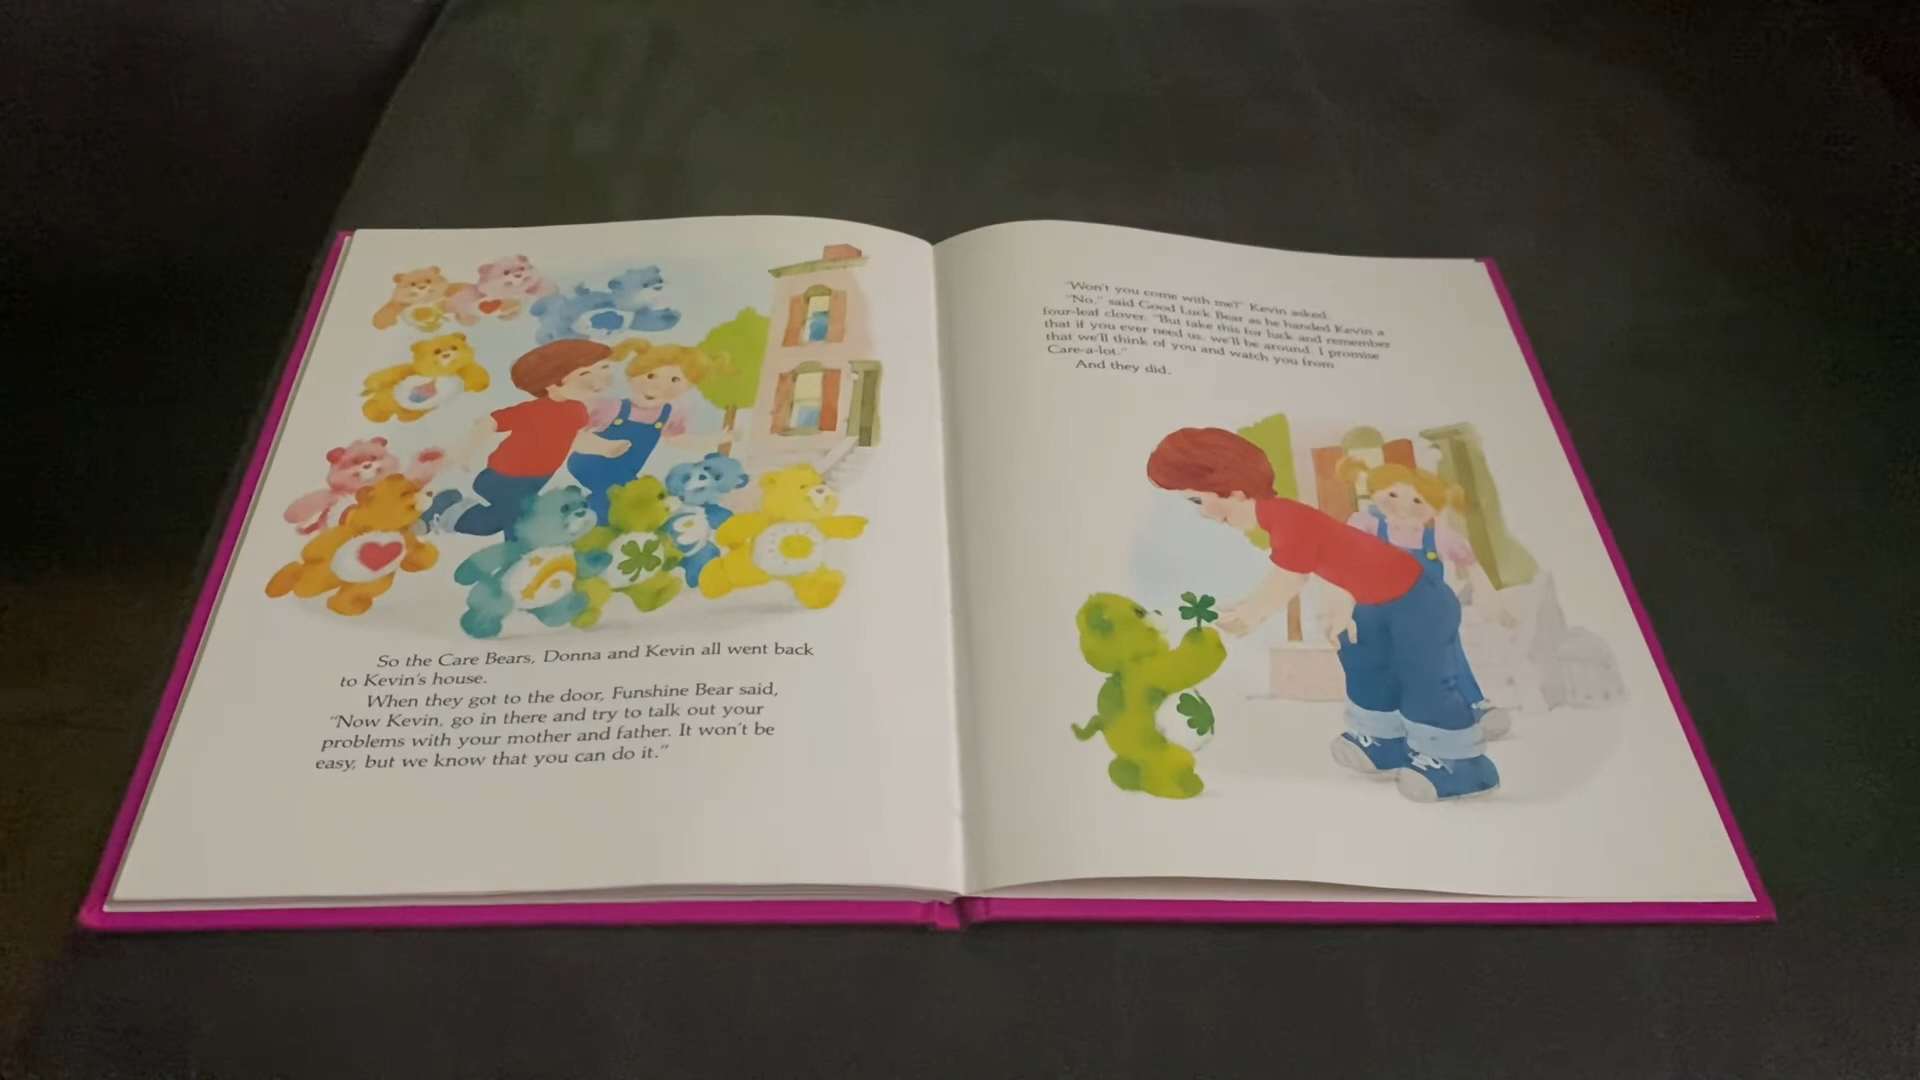 So the Care Bears, Donna and Kevin all went back
to Kevin's house.
When they got to the door, Funshine Bear said,
“Now Kevin, go in there and try to talk out your
problems with your mother and father. It won't be
easy, but we know that you can do it.”
“Won't you come with me?” Kevin asked.
“No,” said Good Luck Bear as he handed Kevin a
four-leaf clover. “But take this for luck and remember
that if you ever need us, we'll be around. I promise
that we'll think of you and watch you from
Care-a-lot.”
And they did.